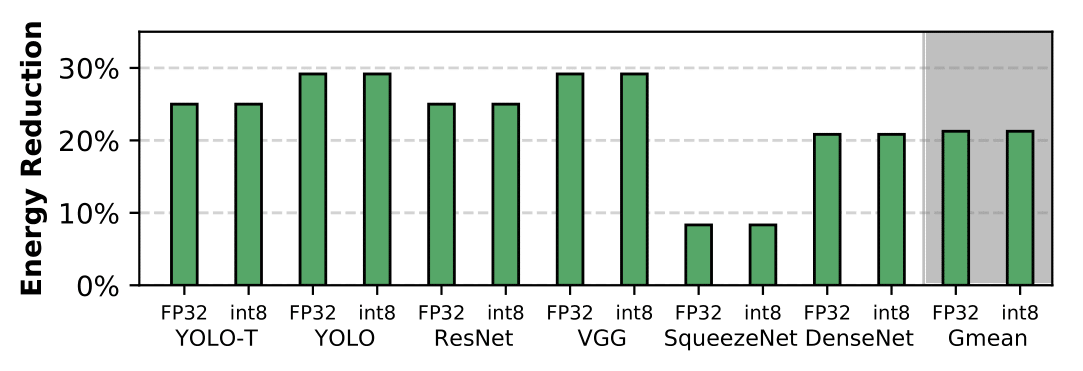 Energy Reduction
30%
20%
10%
0%
FP32 int8 FP32 int8 FP32 int8 FP32 int8 FP32 int8 FP32 int8 FP32 int8
YOLO-T YOLO ResNet VGG SqueezeNet DenseNet Gmean